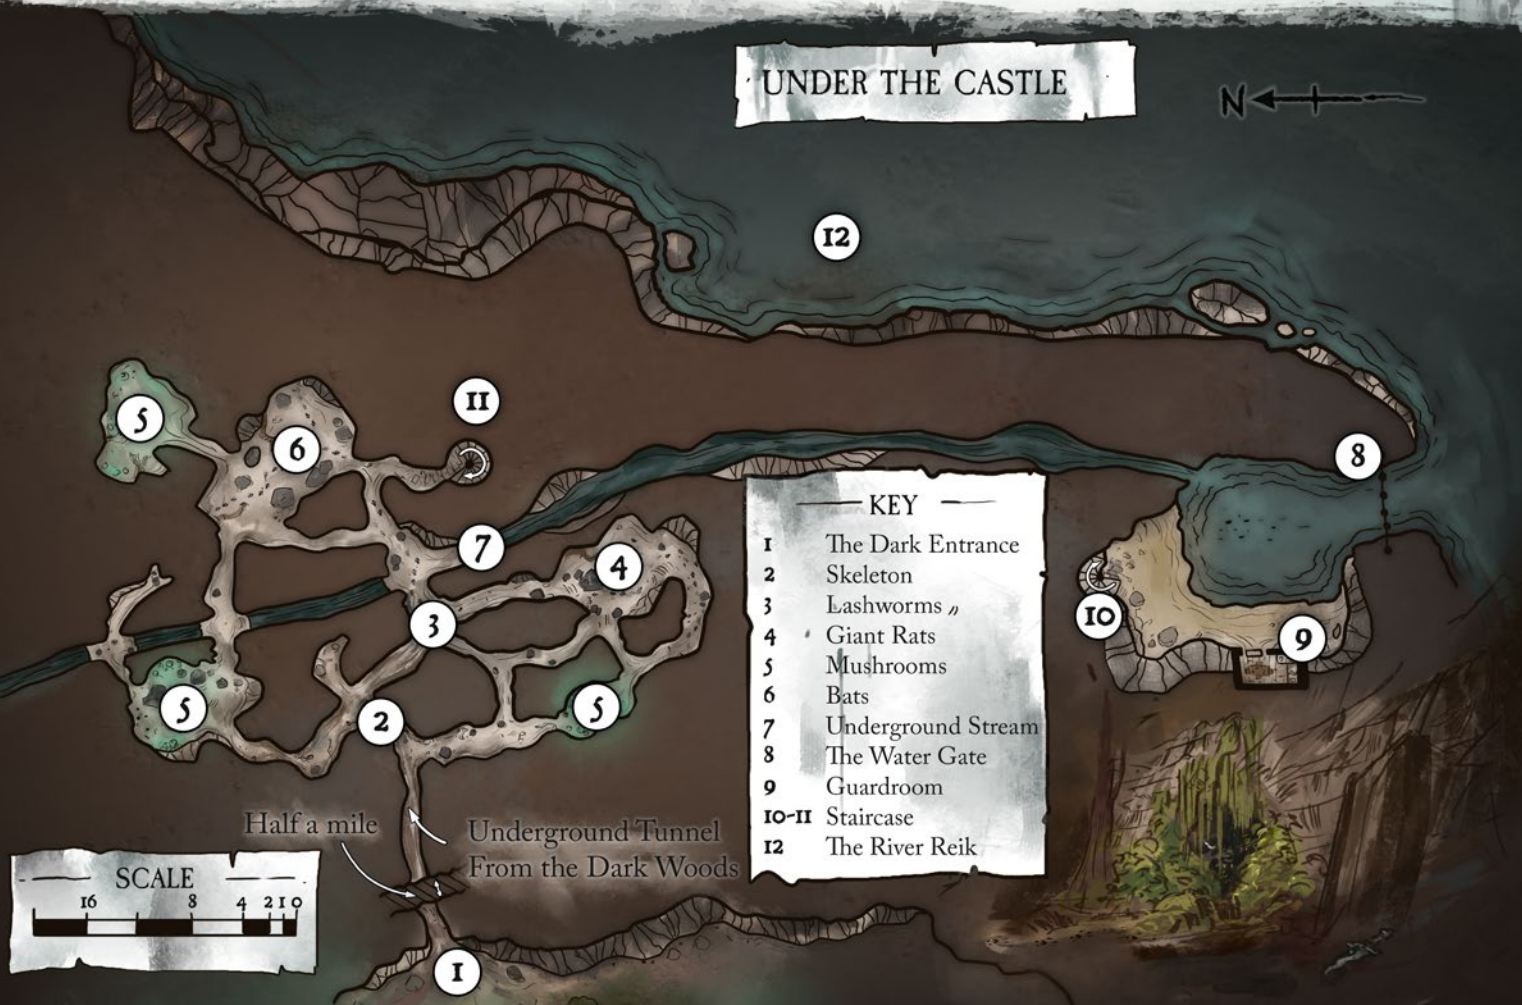 UNDER THE CASTLE
N
12
5
6
11
8
7
4
3
10
9
5
2
5
KEY
1 The Dark Entrance
2 Skeleton
3 Lashworms „
4 Giant Rats
5 Mushrooms
6 Bats
7 Underground Stream
8 The Water Gate
9 Guardroom
10-11 Staircase
12 The River Reik
Half a mile
Underground Tunnel
From the Dark Woods
SCALE
16 8 4 2 1 0
1